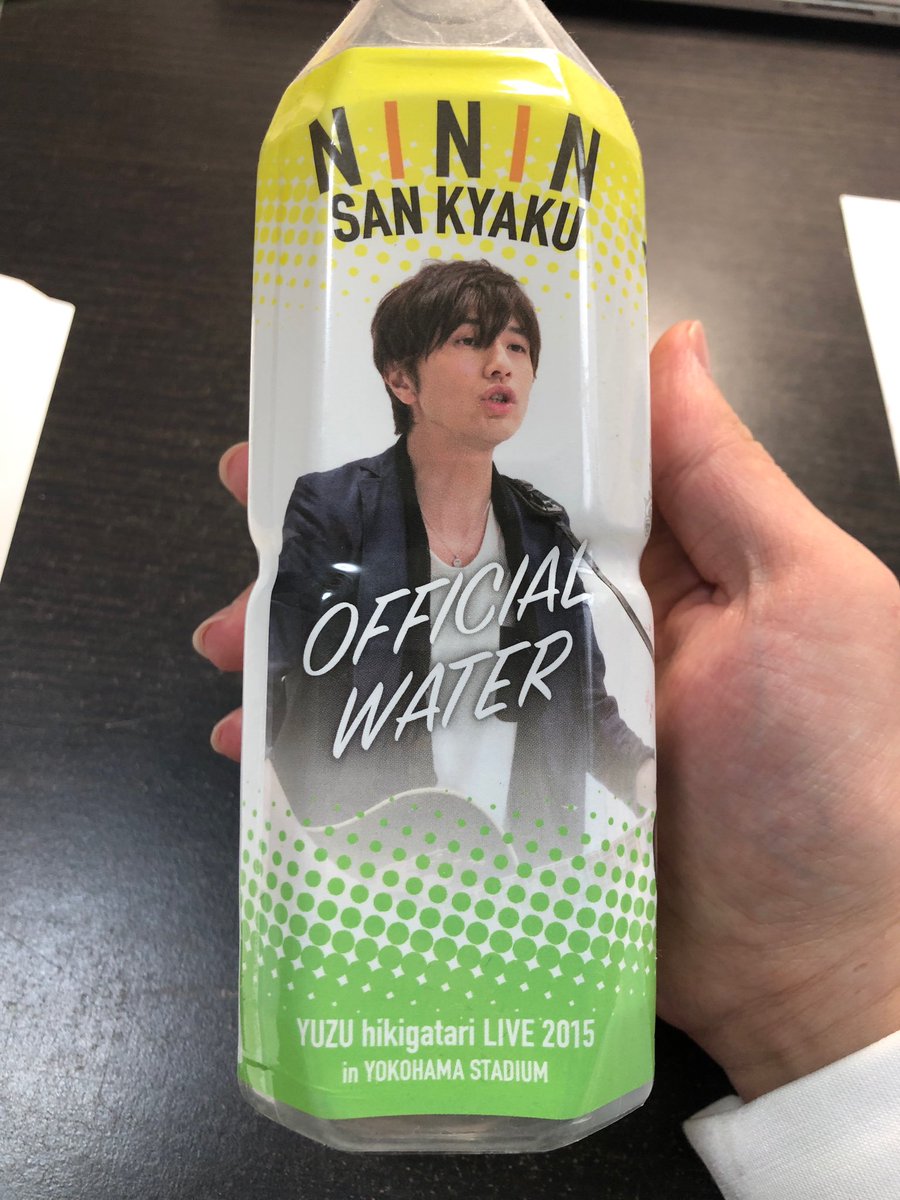 NININ
SAN KYAKU
OFFICIAL
WATER
YUZU hikigatari LIVE 2015
in YOKOHAMA STADIUM